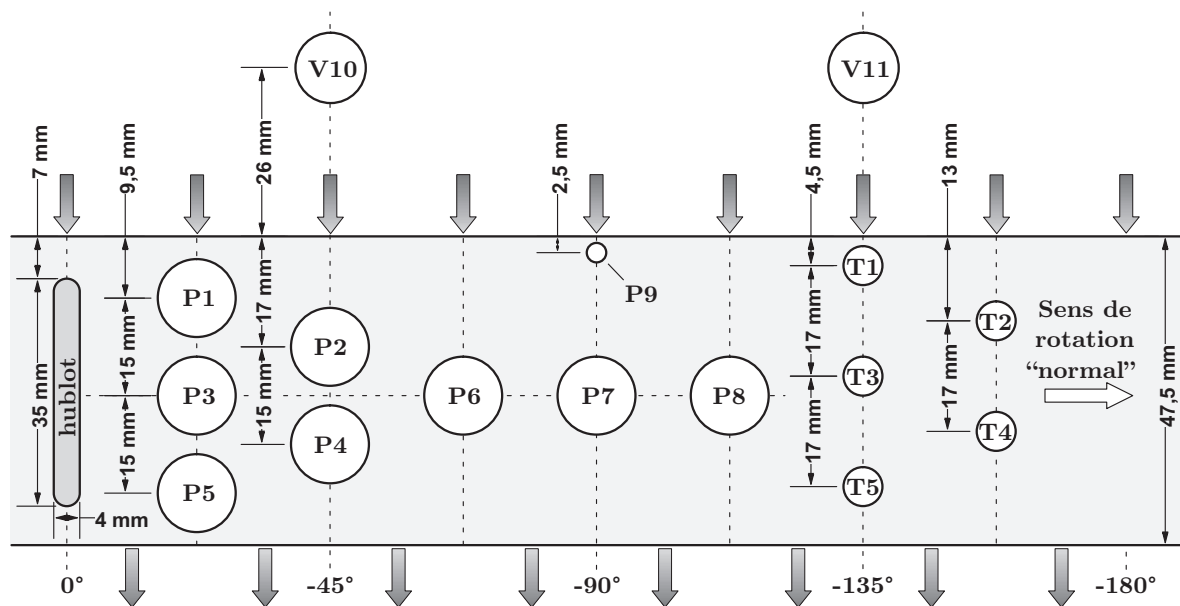 V10
V11
7 mm
9,5 mm
26 mm
2,5 mm
4,5 mm
13 mm
P9
T1
P1
17 mm
T2
Sens de
rotation
“normal”
15 mm
P2
17 mm
35 mm
hublot
P3
15 mm
P6
P7
P8
T3
17 mm
47,5 mm
P4
T4
15 mm
17 mm
P5
T5
4 mm
0°
-45°
-90°
-135°
-180°